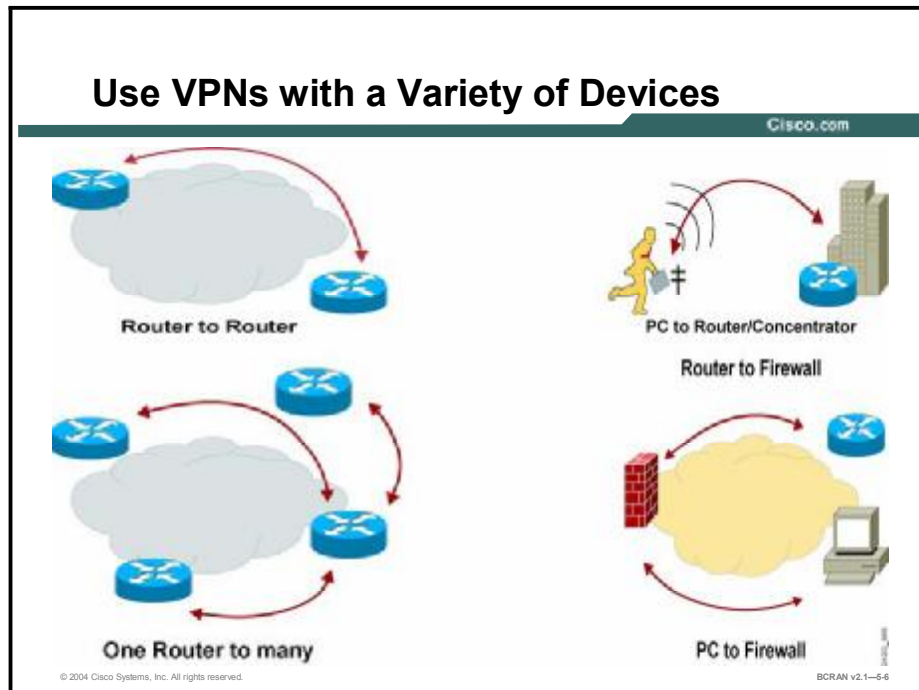 Use VPNs with a Variety of Devices
Cisco.com
Router to Router
PC to Router/Concentrator
Router to Firewall
One Router to many
PC to Firewall
© 2004 Cisco Systems, Inc. All rights reserved.
BCRAN v2.1—5-6